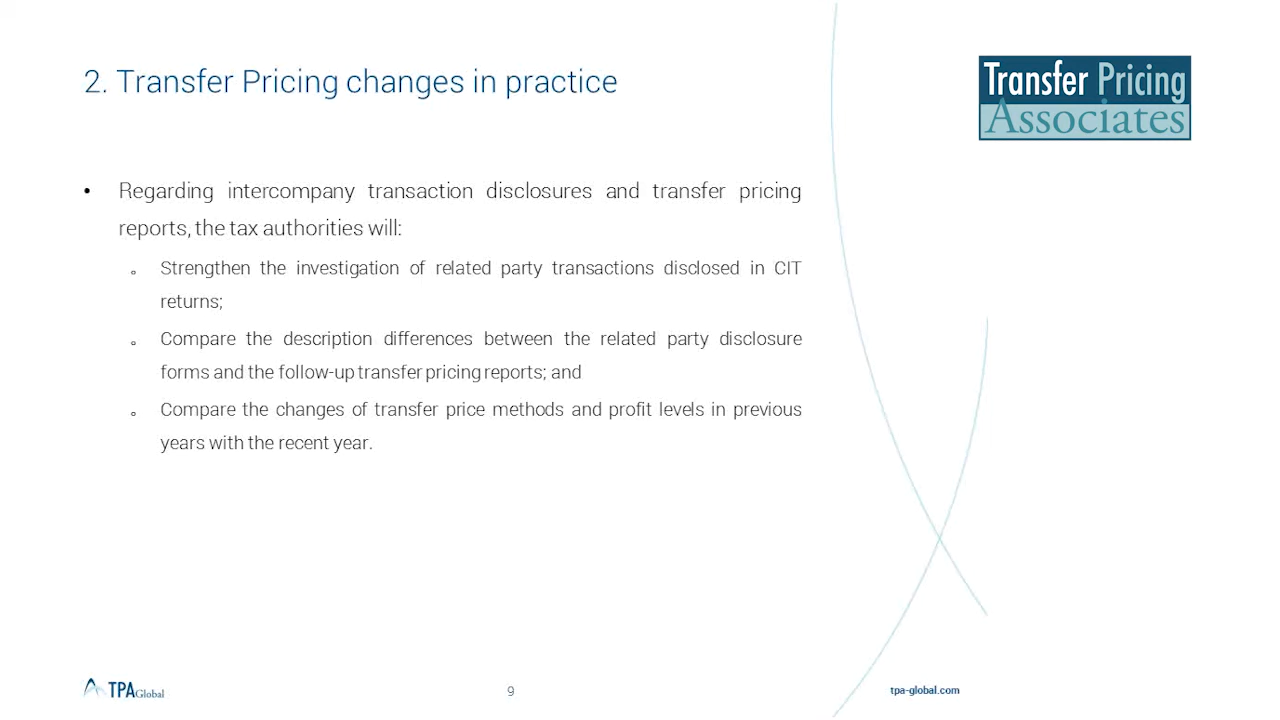 2. Transfer Pricing changes in practice
Transfer Pricing
Associates
• Regarding intercompany transaction disclosures and transfer pricing
reports, the tax authorities will:
Strengthen the investigation of related party transactions disclosed in CIT
returns;
Compare the description differences between the related party disclosure
forms and the follow-up transfer pricing reports; and
Compare the changes of transfer price methods and profit levels in previous
years with the recent year.
TPA Global
9
tpa-global.com